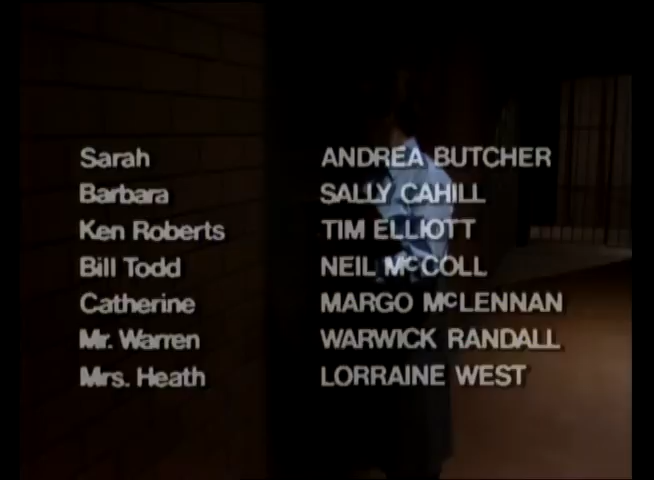 Sarah ANDREA BUTCHER
Barbara SALLY CAHILL
Ken Roberts TIM ELLIOTT
Bill Todd NEIL McCOLL
Catherine MARGO McLENNAN
Mr. Warren WARWICK RANDALL
Mrs. Heath LORRAINE WEST